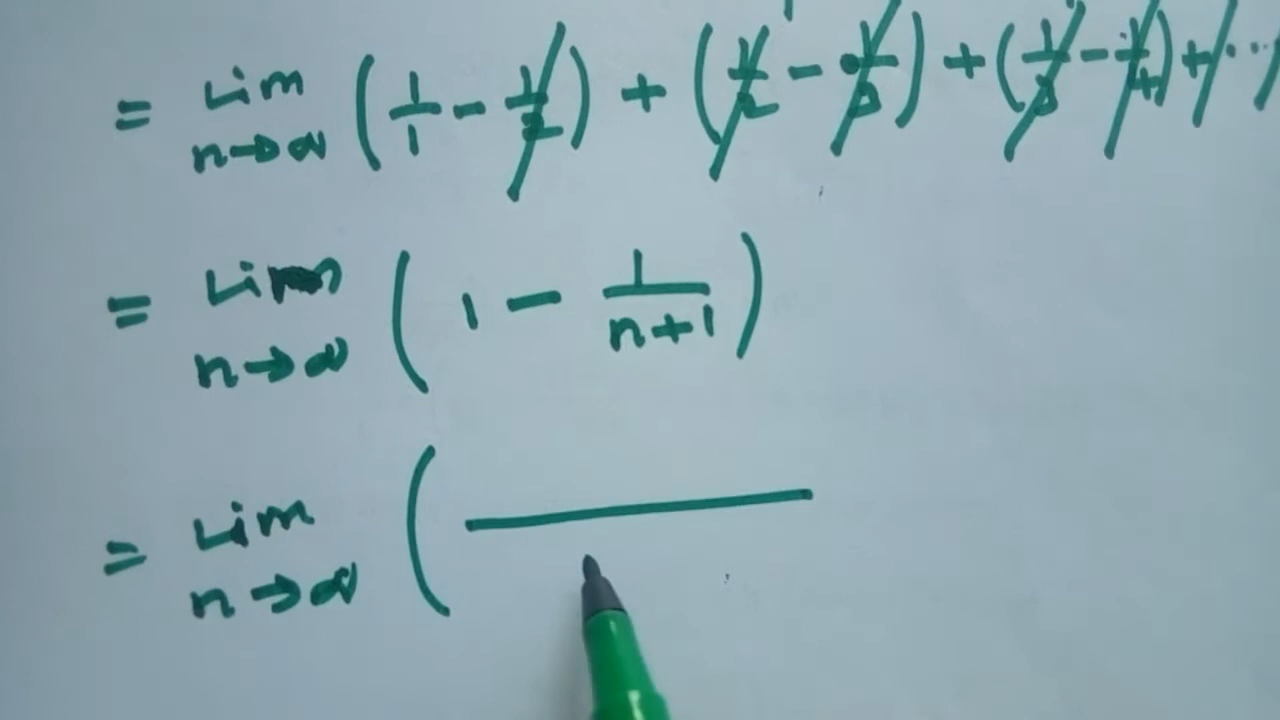 = Lim n→∞ (1/1 - 1/2) + (1/2 - 1/3) + (1/3 - 1/4) + ...
= Lim n→∞ (1 - 1/n+1)
= Lim n→∞ (